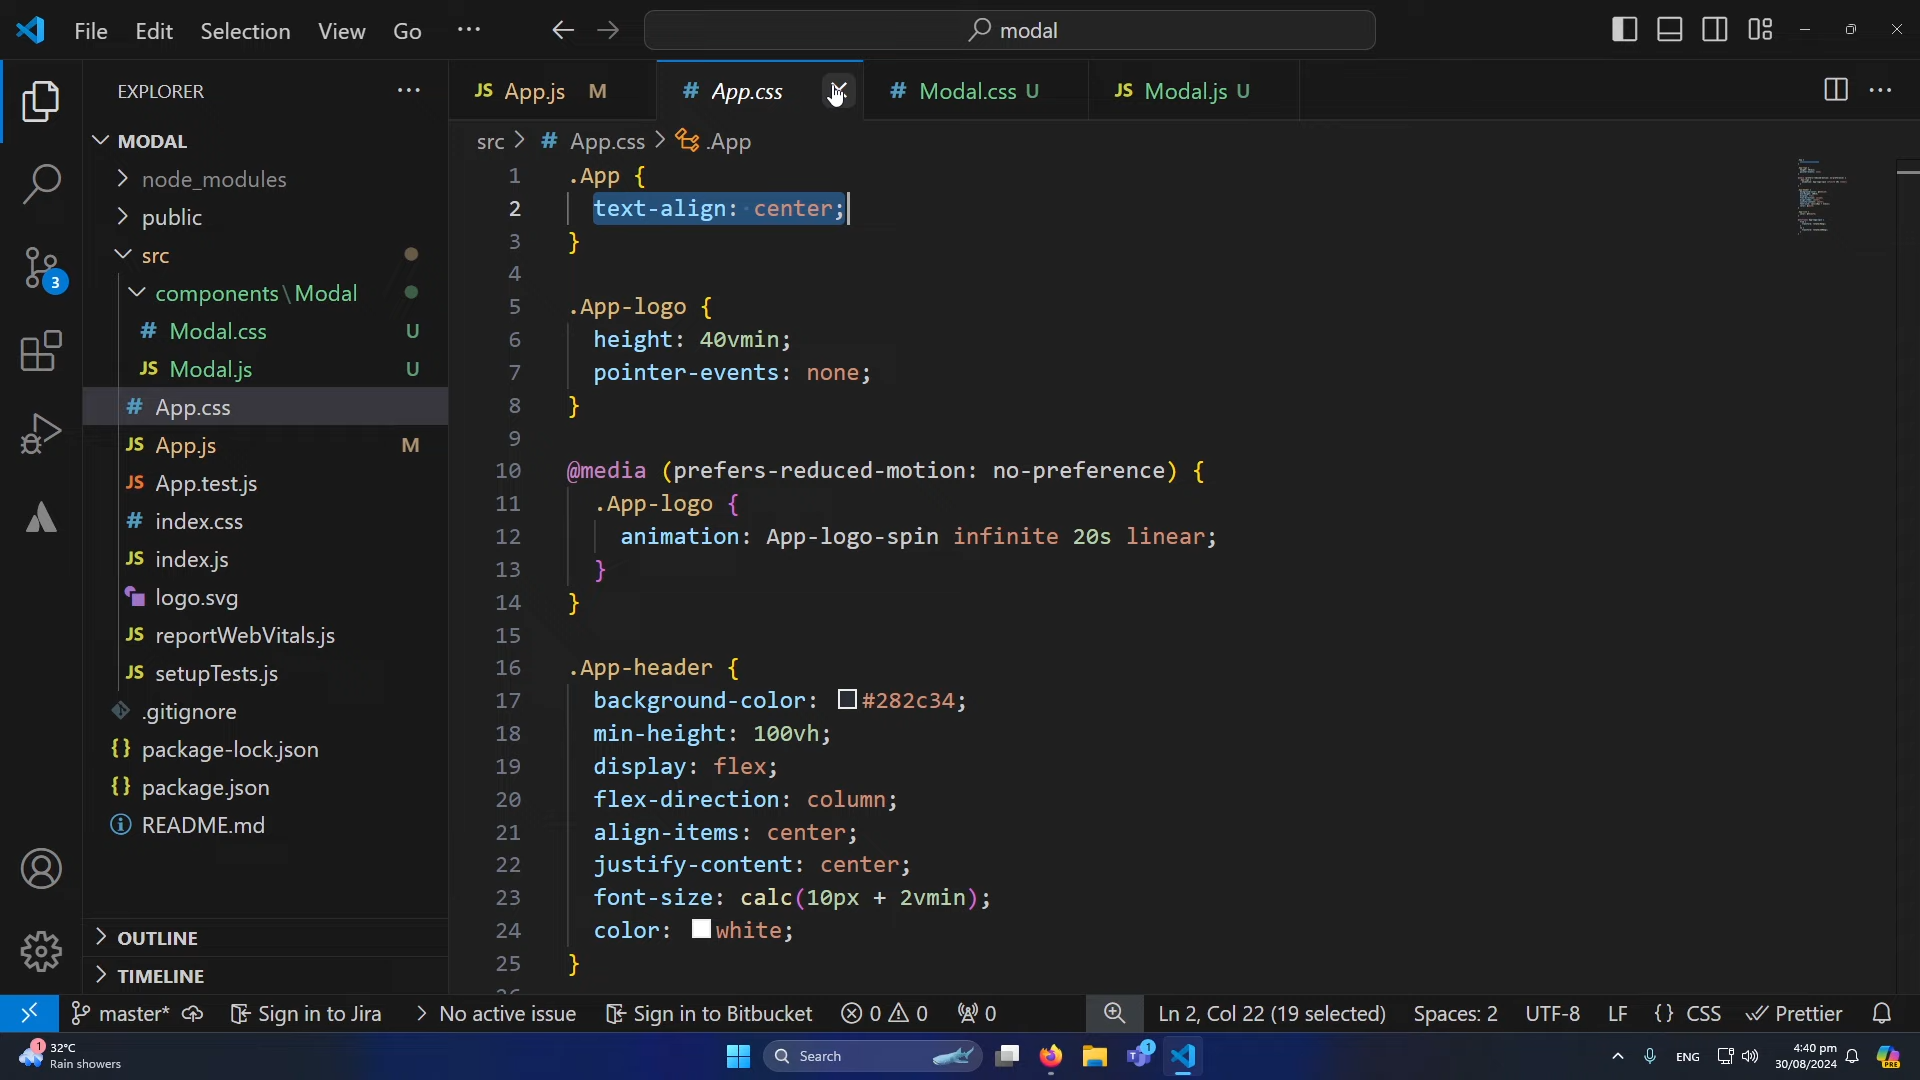 File Edit Selection View Go ··· modal
EXPLORER ···
JS App.js M
# App.css
# Modal.css U
JS Modal.js U
src > # App.css > .App
MODAL
node_modules
public
src
components\Modal
# Modal.css U
JS Modal.js U
# App.css
JS App.js M
JS App.test.js
# index.css
JS index.js
logo.svg
JS reportWebVitals.js
JS setupTests.js
.gitignore
{} package-lock.json
{} package.json
README.md
OUTLINE
TIMELINE
3
1 .App {
2 text-align: center;
3 }
4
5 .App-logo {
6 height: 40vmin;
7 pointer-events: none;
8 }
9
10 @media (prefers-reduced-motion: no-preference) {
11 .App-logo {
12 animation: App-logo-spin infinite 20s linear;
13 }
14 }
15
16 .App-header {
17 background-color: #282c34;
18 min-height: 100vh;
19 display: flex;
20 flex-direction: column;
21 align-items: center;
22 justify-content: center;
23 font-size: calc(10px + 2vmin);
24 color: white;
25 }
master* Sign in to Jira > No active issue Sign in to Bitbucket 0 0 0 Ln 2, Col 22 (19 selected) Spaces: 2 UTF-8 LF {} CSS Prettier
1 32°C
Rain showers
Search
1
ENG
4:40 pm
30/08/2024
PRE